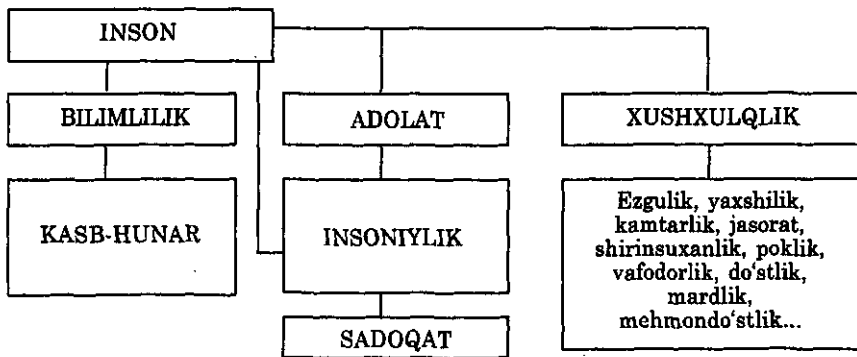 INSON
BILIMLILIK
ADOLAT
XUSHXULQLIK
KASB-HUNAR
INSONIYLIK
Ezgulik, yaxshilik,
kamtarlik, jasorat,
shirinsuxanlik, poklik,
vafodorlik, do‘stlik,
mardlik,
mehmondo‘stlik...
SADOQAT